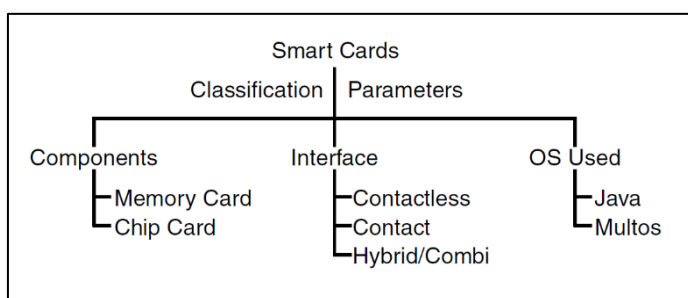 Smart Cards
Classification Parameters
Components Interface OS Used
Memory Card Contactless Java
Chip Card Contact Multos
Hybrid/Combi